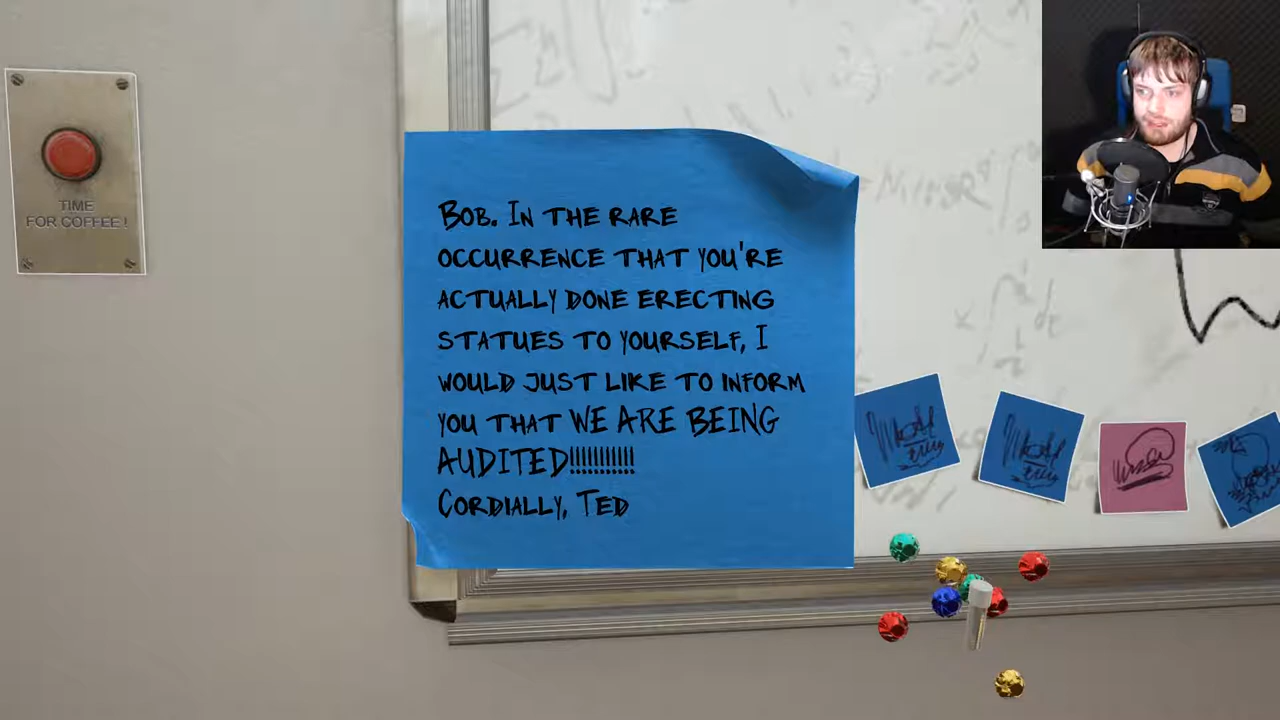 TIME
FOR COFFEE!
BOB. IN THE RARE
OCCURRENCE THAT YOU'RE
ACTUALLY DONE ERECTING
STATUES TO YOURSELF, I
WOULD JUST LIKE TO INFORM
YOU THAT WE ARE BEING
AUDITED!!!!!!!!!!!
CORDIALLY, TED